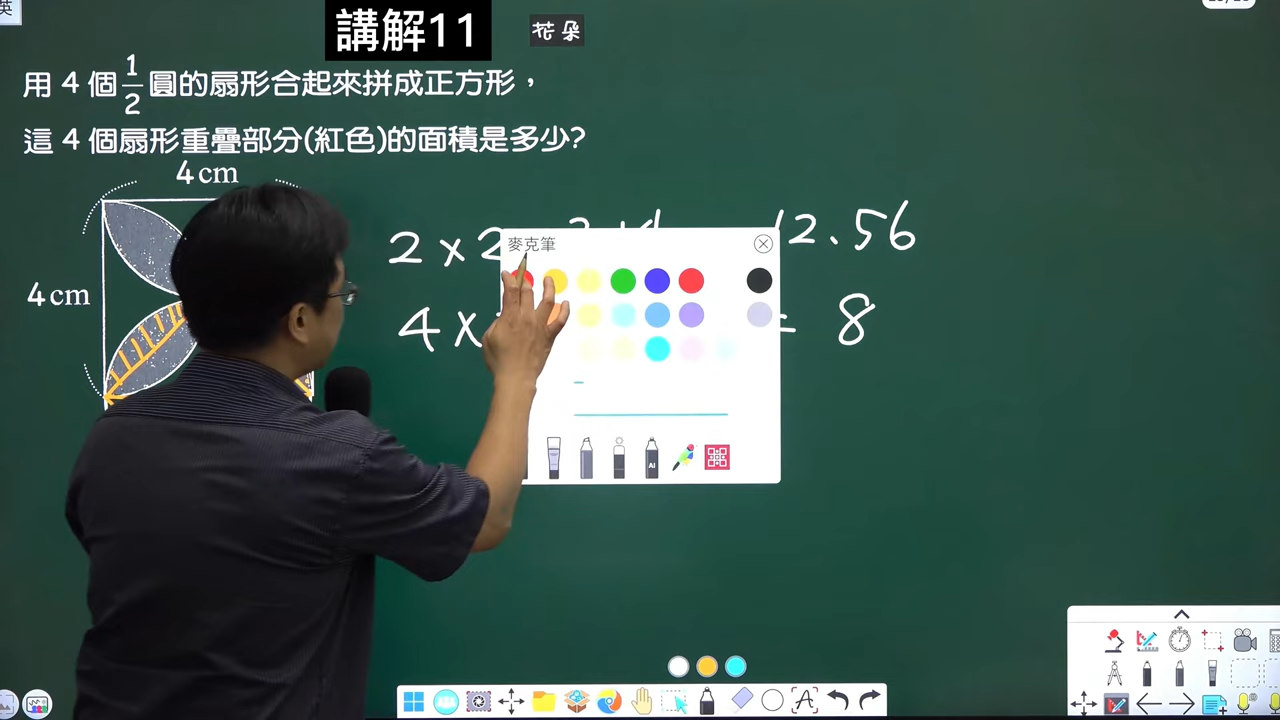 英
講解11
花朵
用 4 個 1/2 圓的扇形合起來拼成正方形，
這 4 個扇形重疊部分(紅色)的面積是多少?
4 cm
4 cm
2×2
12.56
4×
= 8
麥克筆
AI